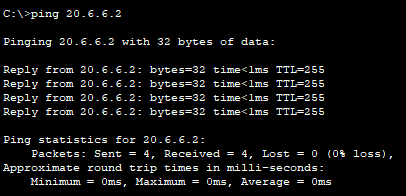 C:\>ping 20.6.6.2
Pinging 20.6.6.2 with 32 bytes of data:
Reply from 20.6.6.2: bytes=32 time<1ms TTL=255
Reply from 20.6.6.2: bytes=32 time<1ms TTL=255
Reply from 20.6.6.2: bytes=32 time<1ms TTL=255
Reply from 20.6.6.2: bytes=32 time<1ms TTL=255
Ping statistics for 20.6.6.2:
    Packets: Sent = 4, Received = 4, Lost = 0 (0% loss),
Approximate round trip times in milli-seconds:
    Minimum = 0ms, Maximum = 0ms, Average = 0ms